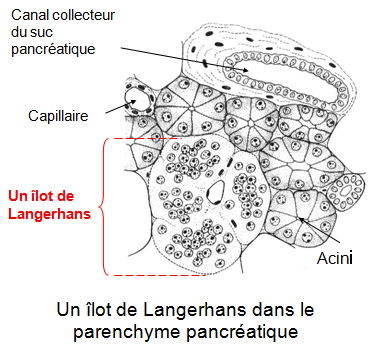 Canal collecteur
du suc
pancréatique
Capillaire
Un îlot de
Langerhans
Acini
Un îlot de Langerhans dans le
parenchyme pancréatique